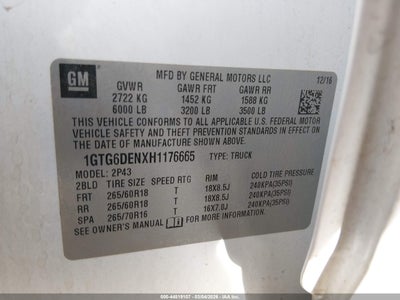 GM
MFD BY GENERAL MOTORS LLC
12/16
GVWR GAWR FRT GAWR RR
2722 KG 1452 KG 1588 KG
6000 LB 3200 LB 3500 LB
THIS VEHICLE CONFORMS TO ALL APPLICABLE
U.S. FEDERAL MOTOR VEHICLE SAFETY
STANDARDS IN EFFECT ON THE
DATE OF MANUFACTURE SHOWN ABOVE.
1GTG6DENXH1176665 TYPE: TRUCK
MODEL: 2P43
2BLD TIRE SIZE SPEED RTG RIM COLD TIRE PRESSURE
FRT 265/60R18 T 18X8.5J 240KPA(35PSI)
RR 265/60R18 T 18X8.5J 240KPA(35PSI)
SPA 265/70R16 T 16X7.0J 240KPA(35PSI)
SEE OWNER'S MANUAL FOR ADDITIONAL INFORMATION.